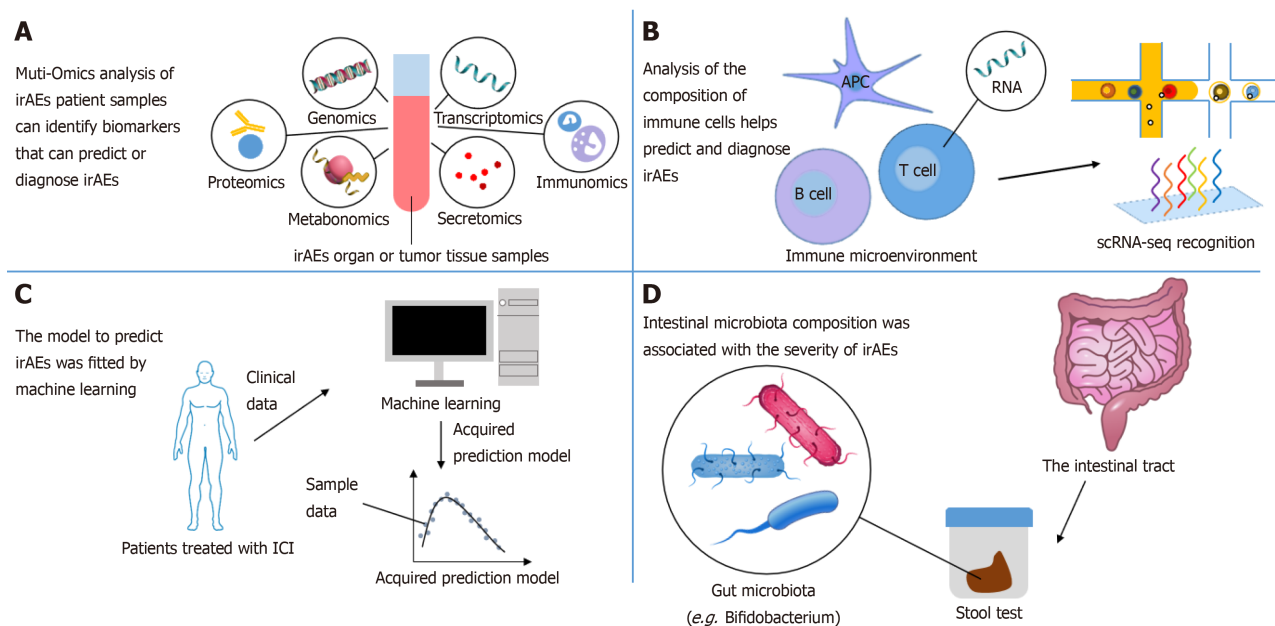 A
Muti-Omics analysis of
irAEs patient samples
can identify biomarkers
that can predict or
diagnose irAEs
Genomics
Transcriptomics
Proteomics
Immunomics
Metabonomics
Secretomics
irAEs organ or tumor tissue samples
B
Analysis of the
composition of
immune cells helps
predict and diagnose
irAEs
APC
RNA
T cell
B cell
Immune microenvironment
scRNA-seq recognition
C
The model to predict
irAEs was fitted by
machine learning
Clinical
data
Machine learning
Acquired
prediction model
Sample
data
Patients treated with ICI
Acquired prediction model
D
Intestinal microbiota composition was
associated with the severity of irAEs
The intestinal tract
Gut microbiota
(e.g. Bifidobacterium)
Stool test